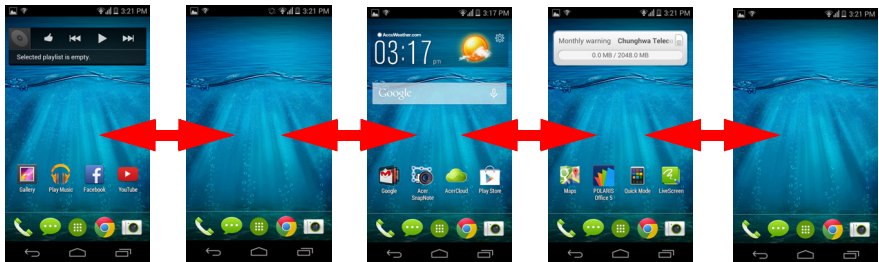 3:21 PM
Selected playlist is empty.
Gallery
Play Music
Facebook
YouTube
3:21 PM
3:17 PM
AccuWeather.com
03:17 pm
Google
Google
Acer
SnapNote
AcerCloud
Play Store
3:21 PM
Monthly warning Chunghwa Telec
0.0 MB / 2048.0 MB
Maps
POLARIS
Office 5
Quick Mode
LiveScreen
3:21 PM